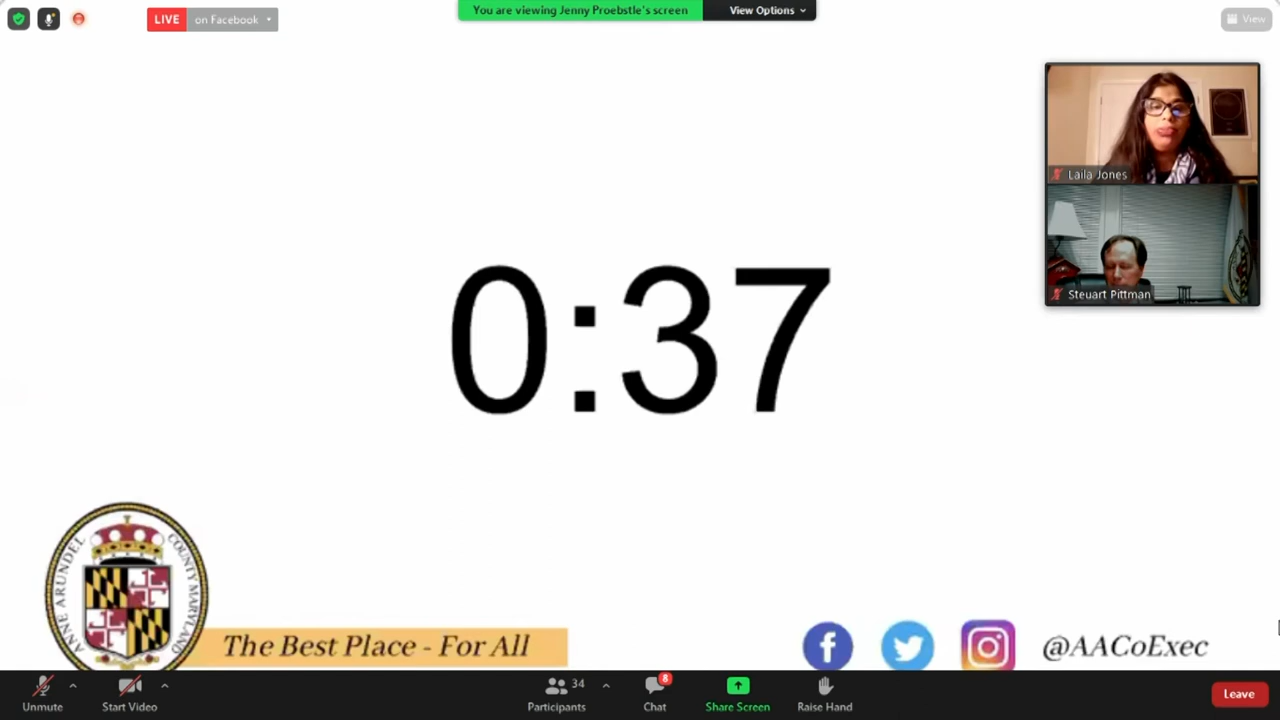 LIVE on Facebook
You are viewing Jenny Proebstle's screen View Options
View
Laila Jones
Steuart Pittman
0:37
ANNE ARUNDEL COUNTY MARYLAND
The Best Place - For All
@AACoExec
Unmute
Start Video
34
Participants
8
Chat
Share Screen
Raise Hand
Leave